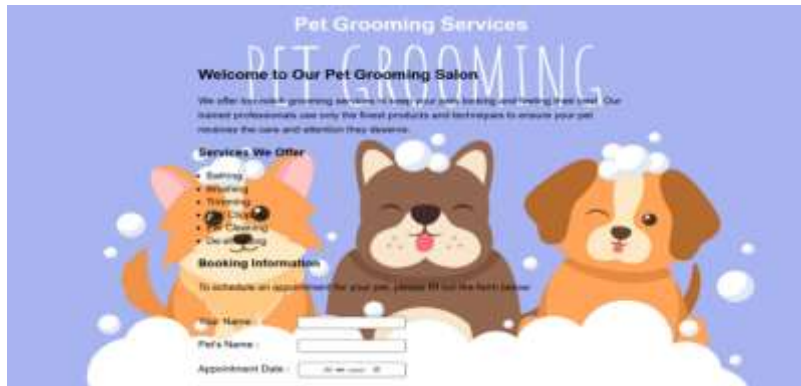 Pet Grooming Services
PET GROOMING
Welcome to Our Pet Grooming Salon
We offer top-notch grooming services to keep your pets looking and feeling their best. Our
trained professionals use only the finest products and techniques to ensure your pet
receives the care and attention they deserve.
Services We Offer
Bathing
Brushing
Trimming
Ear Cleaning
Booking Information
To schedule an appointment for your pet, please fill out the form below
Your Name :
Pet's Name :
Appointment Date :